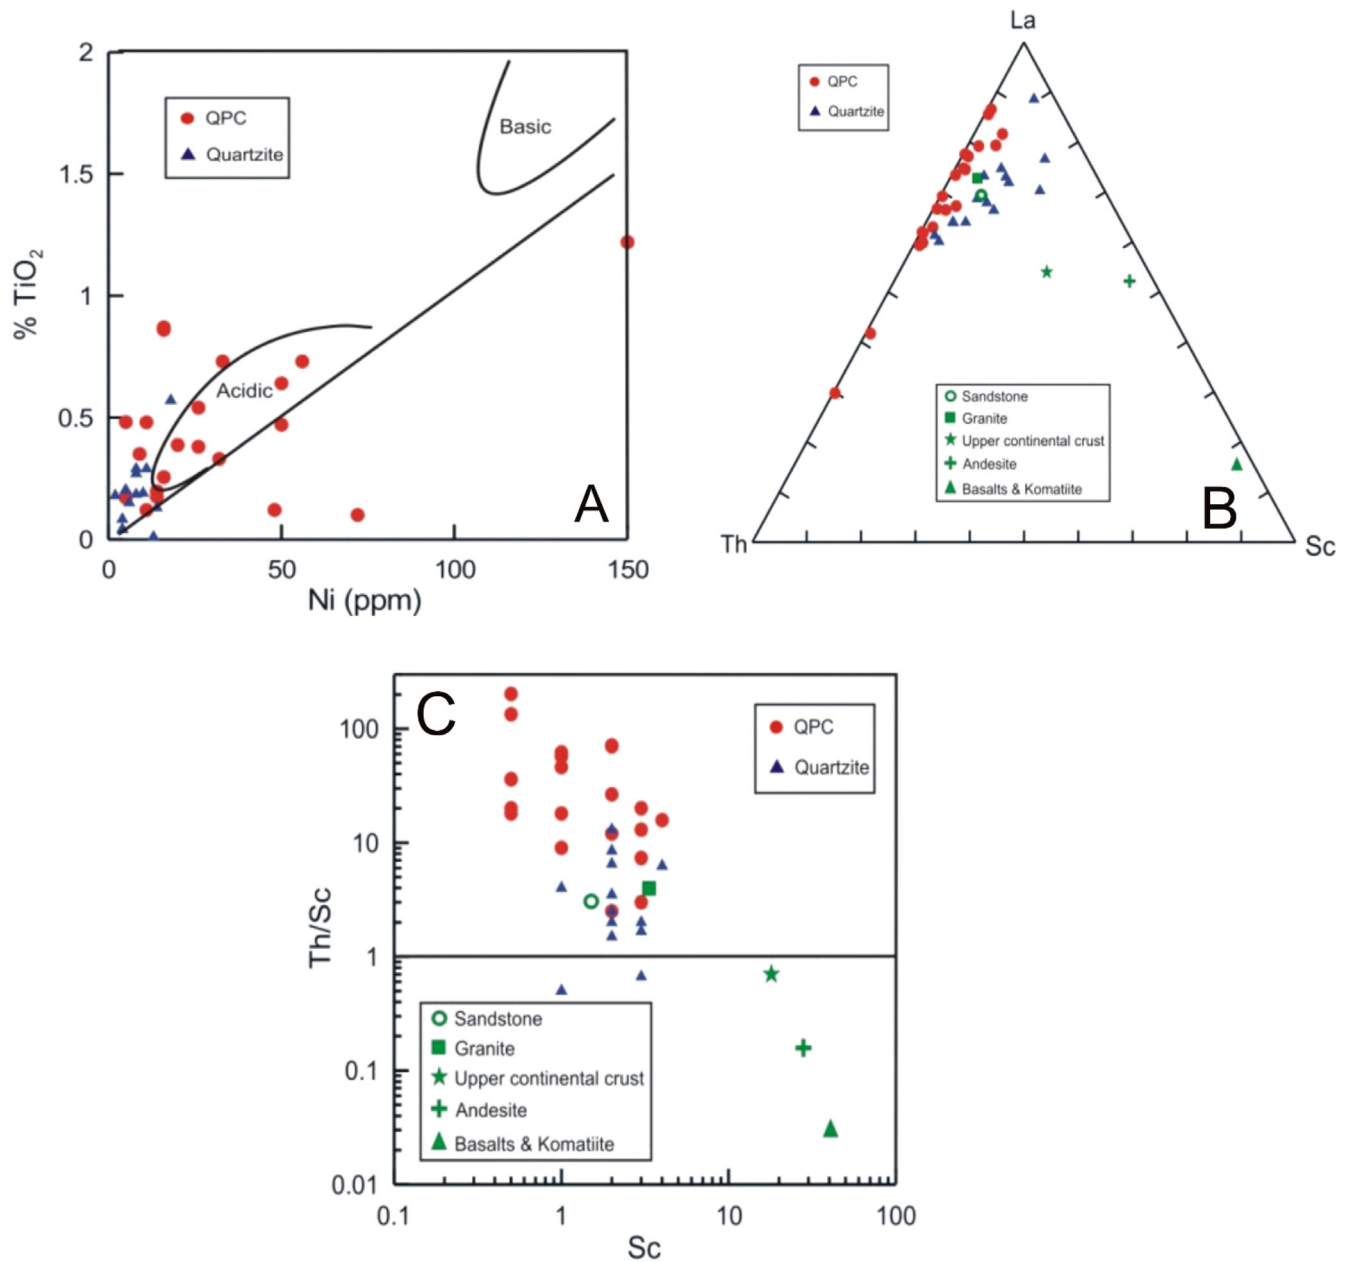 2
1.5
1
0.5
0
% TiO2
QPC
Quartzite
Basic
Acidic
A
0
50
100
150
Ni (ppm)
La
QPC
Quartzite
Sandstone
Granite
Upper continental crust
Andesite
Basalts & Komatiite
B
Th
Sc
C
QPC
Quartzite
100
10
1
0.1
0.01
Th/Sc
Sandstone
Granite
Upper continental crust
Andesite
Basalts & Komatiite
0.1
1
10
100
Sc